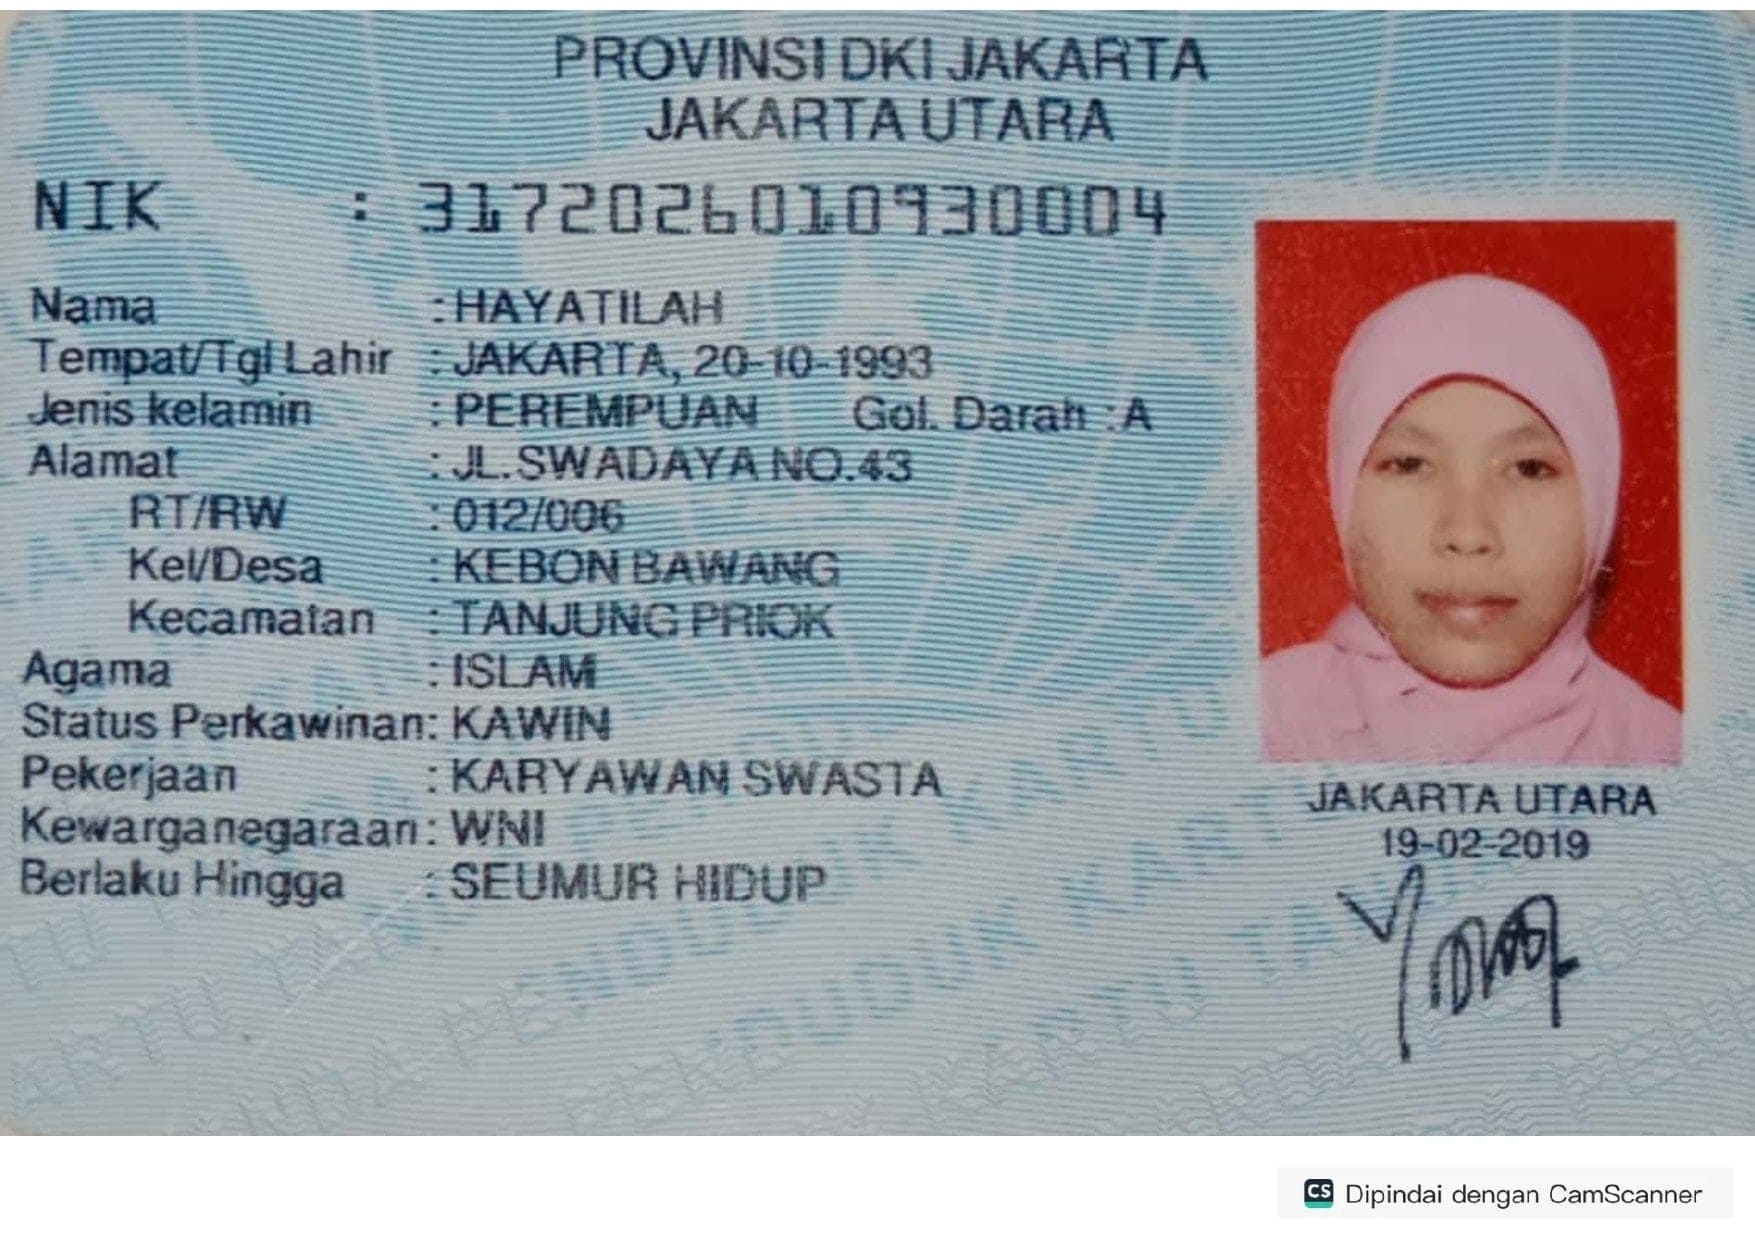 PROVINSI DKI JAKARTA
JAKARTA UTARA
NIK : 3172026010930004
Nama : HAYATILAH
Tempat/Tgl Lahir : JAKARTA, 20-10-1993
Jenis kelamin : PEREMPUAN Gol. Darah : A
Alamat : JL.SWADAYA NO.43
RT/RW : 012/006
Kel/Desa : KEBON BAWANG
Kecamatan : TANJUNG PRIOK
Agama : ISLAM
Status Perkawinan: KAWIN
Pekerjaan : KARYAWAN SWASTA
Kewarganegaraan: WNI
Berlaku Hingga : SEUMUR HIDUP
JAKARTA UTARA
19-02-2019
CS Dipindai dengan CamScanner